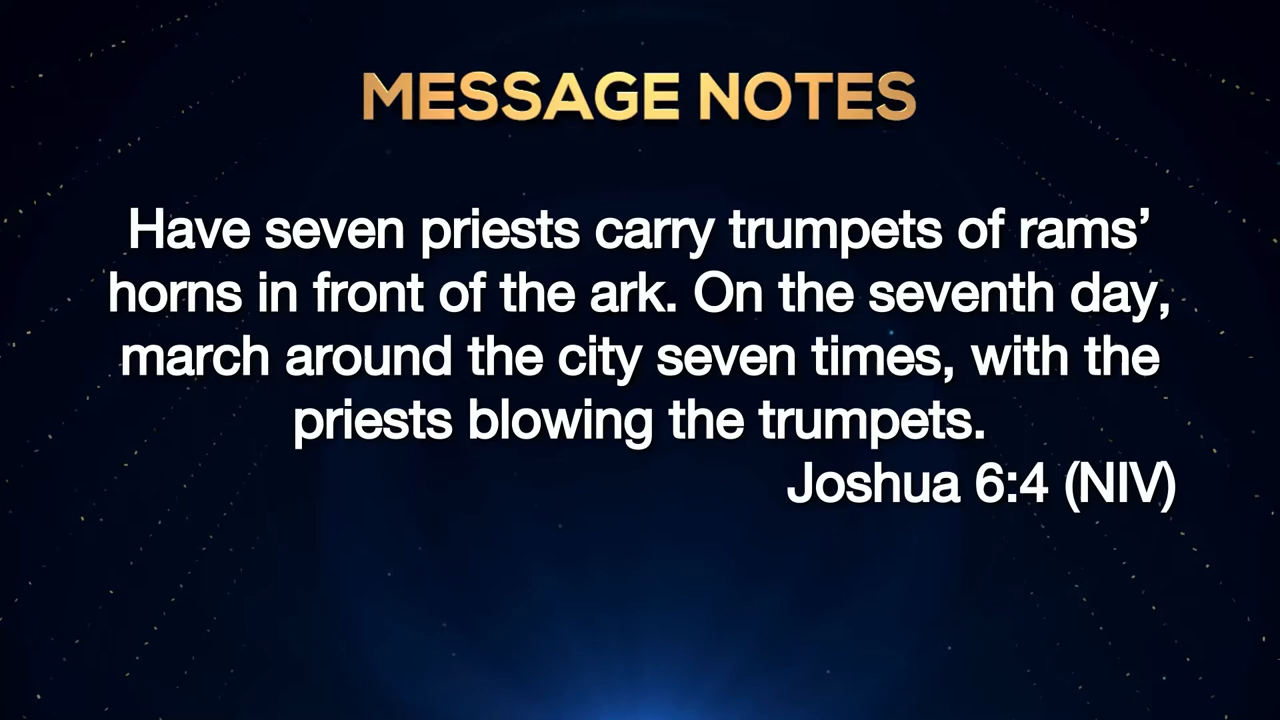 MESSAGE NOTES
Have seven priests carry trumpets of rams’
horns in front of the ark. On the seventh day,
march around the city seven times, with the
priests blowing the trumpets.
Joshua 6:4 (NIV)